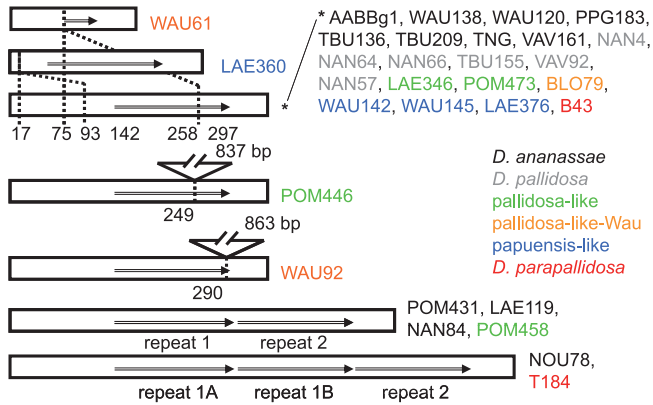 WAU61
LAE360
*
17 75 93 142 258 297
* AABBg1, WAU138, WAU120, PPG183,
TBU136, TBU209, TNG, VAV161, NAN4,
NAN64, NAN66, TBU155, VAV92,
NAN57, LAE346, POM473, BLO79,
WAU142, WAU145, LAE376, B43
837 bp
POM446
249
863 bp
WAU92
290
D. ananassae
D. pallidosa
pallidosa-like
pallidosa-like-Wau
papuensis-like
D. parapallidosa
POM431, LAE119,
NAN84, POM458
repeat 1 repeat 2
NOU78,
T184
repeat 1A repeat 1B repeat 2